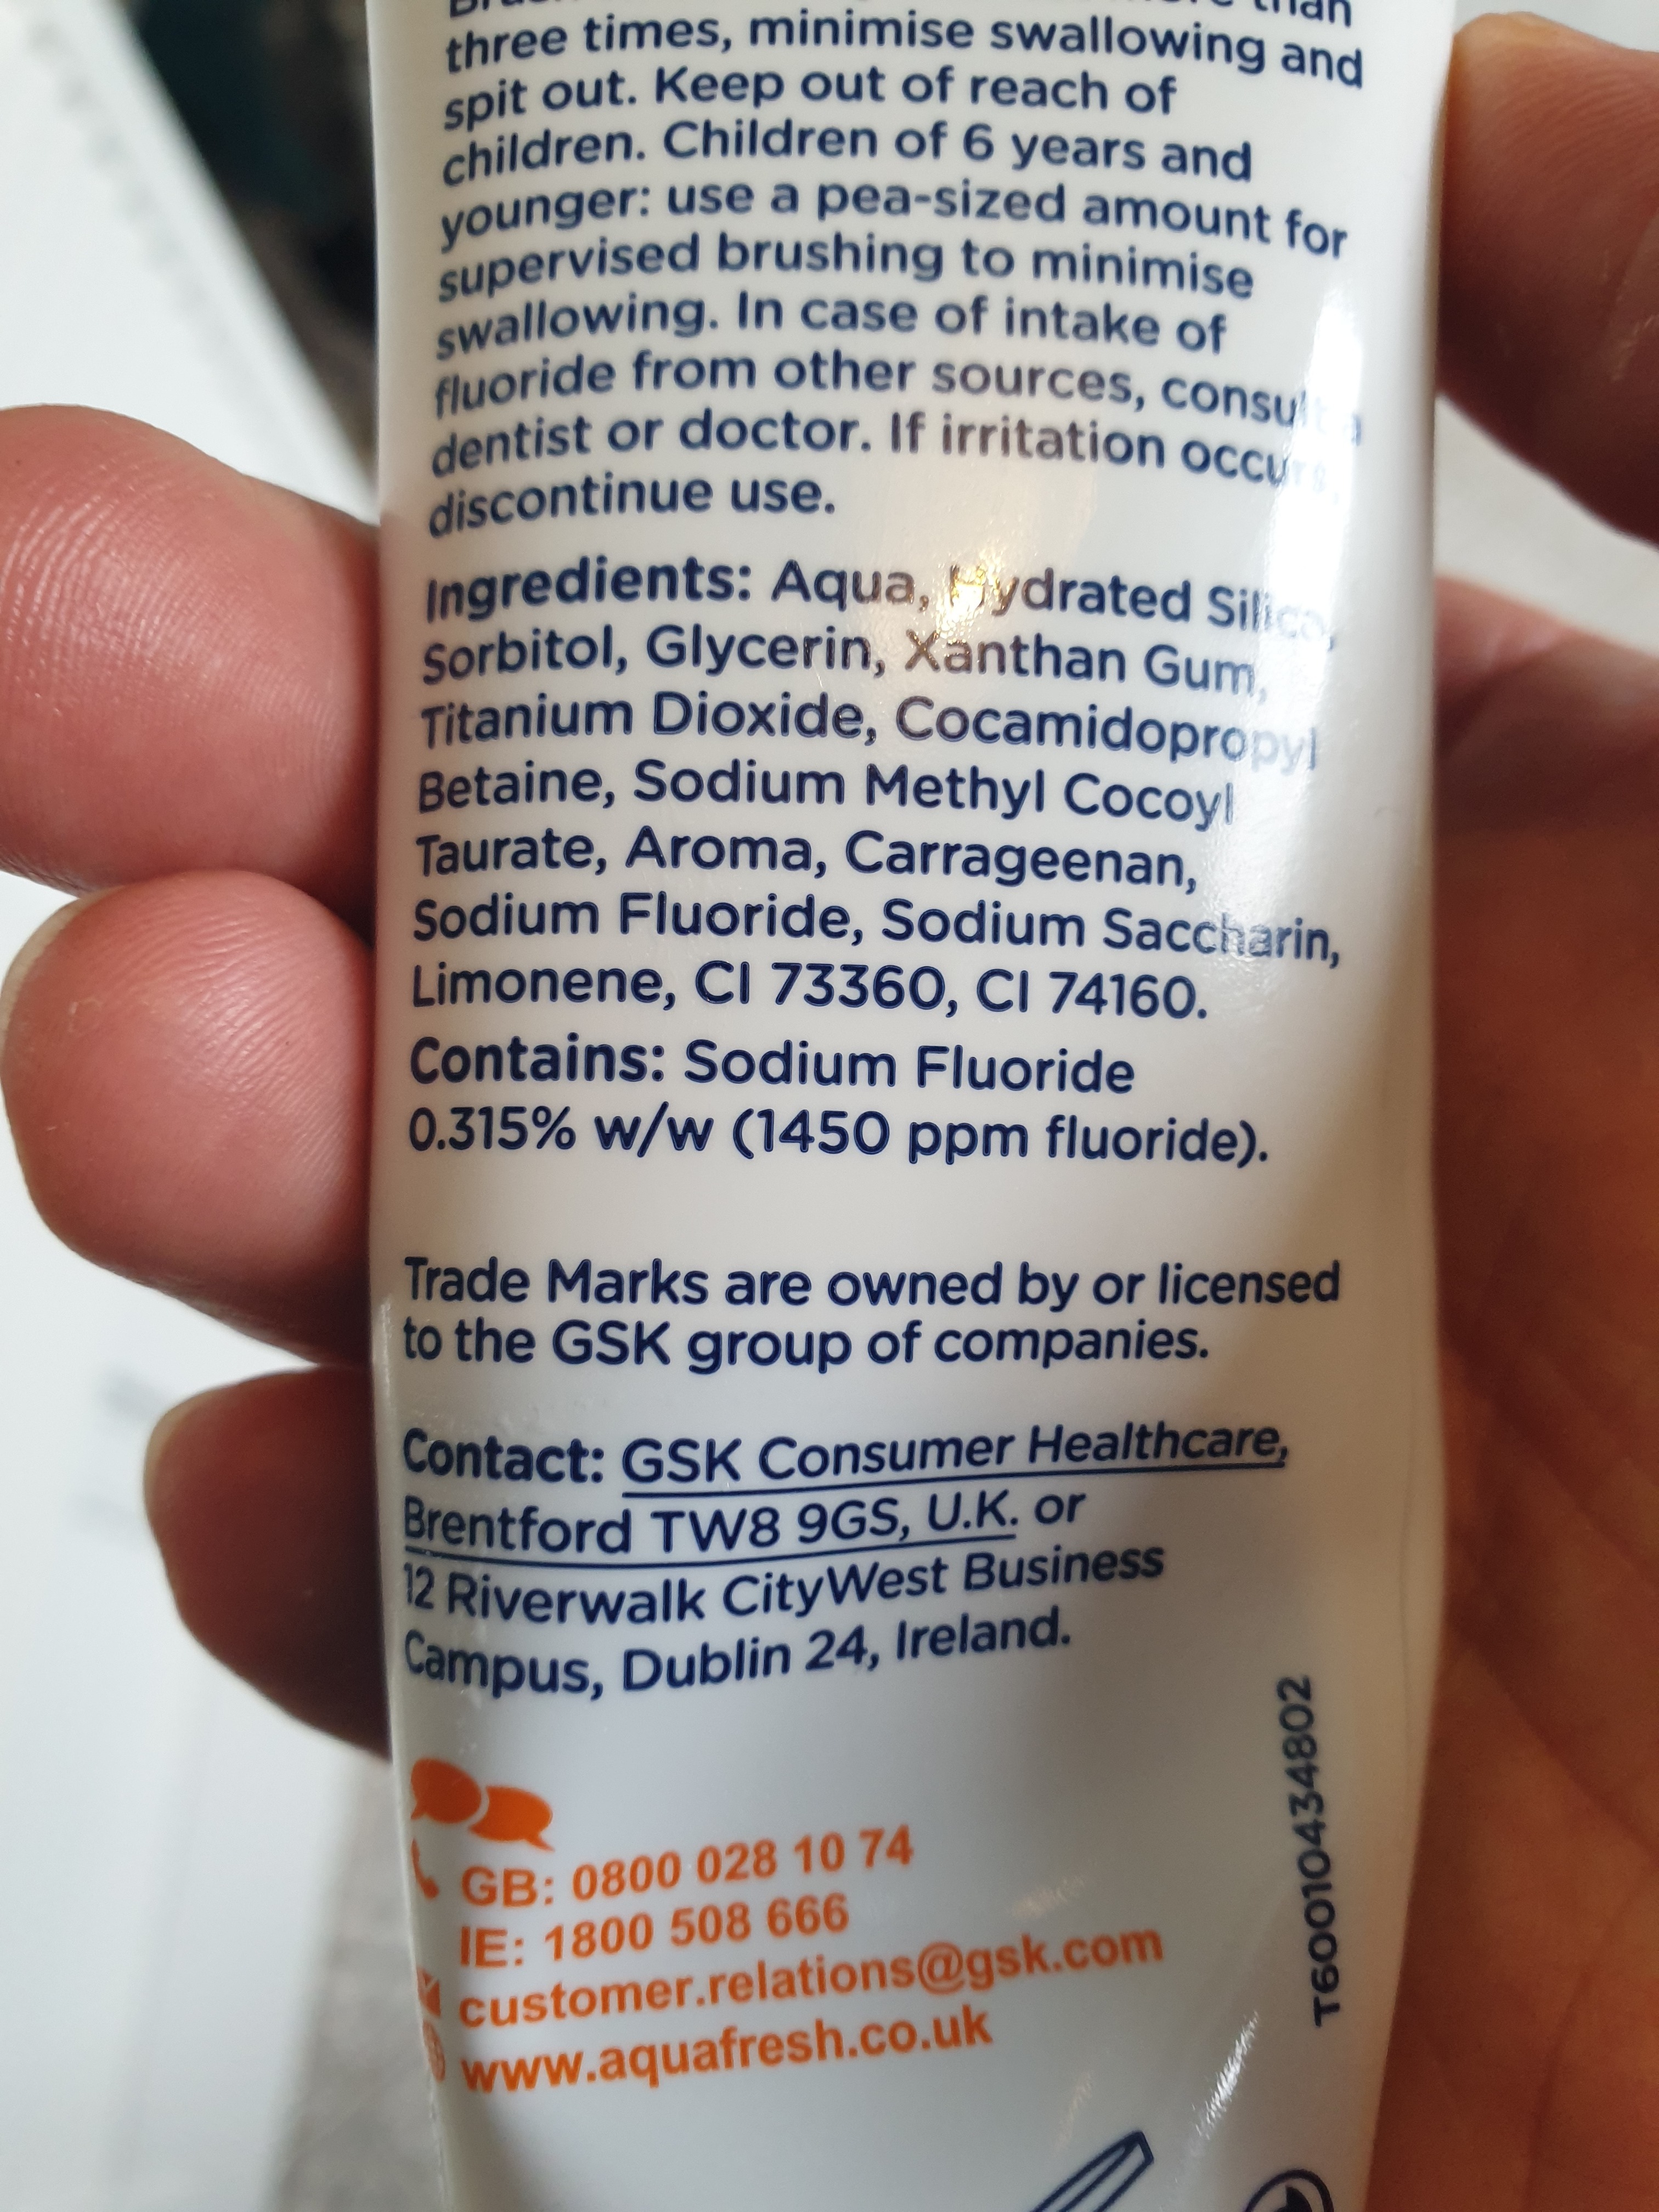 than
three times, minimise swallowing and
spit out. Keep out of reach of
children. Children of 6 years and
younger: use a pea-sized amount for
supervised brushing to minimise
swallowing. In case of intake of
fluoride from other sources, consult a
dentist or doctor. If irritation occurs,
discontinue use.
Ingredients: Aqua, Hydrated Silica,
Sorbitol, Glycerin, Xanthan Gum,
Titanium Dioxide, Cocamidopropyl
Betaine, Sodium Methyl Cocoyl
Taurate, Aroma, Carrageenan,
Sodium Fluoride, Sodium Saccharin,
Limonene, CI 73360, CI 74160.
Contains: Sodium Fluoride
0.315% w/w (1450 ppm fluoride).
Trade Marks are owned by or licensed
to the GSK group of companies.
Contact: GSK Consumer Healthcare,
Brentford TW8 9GS, U.K. or
12 Riverwalk CityWest Business
Campus, Dublin 24, Ireland.
GB: 0800 028 10 74
IE: 1800 508 666
customer.relations@gsk.com
www.aquafresh.co.uk
T60010434802